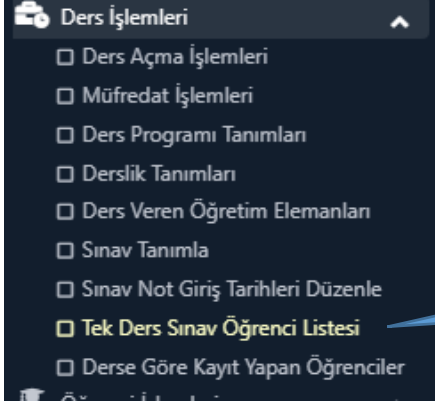 Ders İşlemleri
Ders Açma İşlemleri
Müfredat İşlemleri
Ders Programı Tanımları
Derslik Tanımları
Ders Veren Öğretim Elemanları
Sınav Tanımla
Sınav Not Giriş Tarihleri Düzenle
Tek Ders Sınav Öğrenci Listesi
Derse Göre Kayıt Yapan Öğrenciler